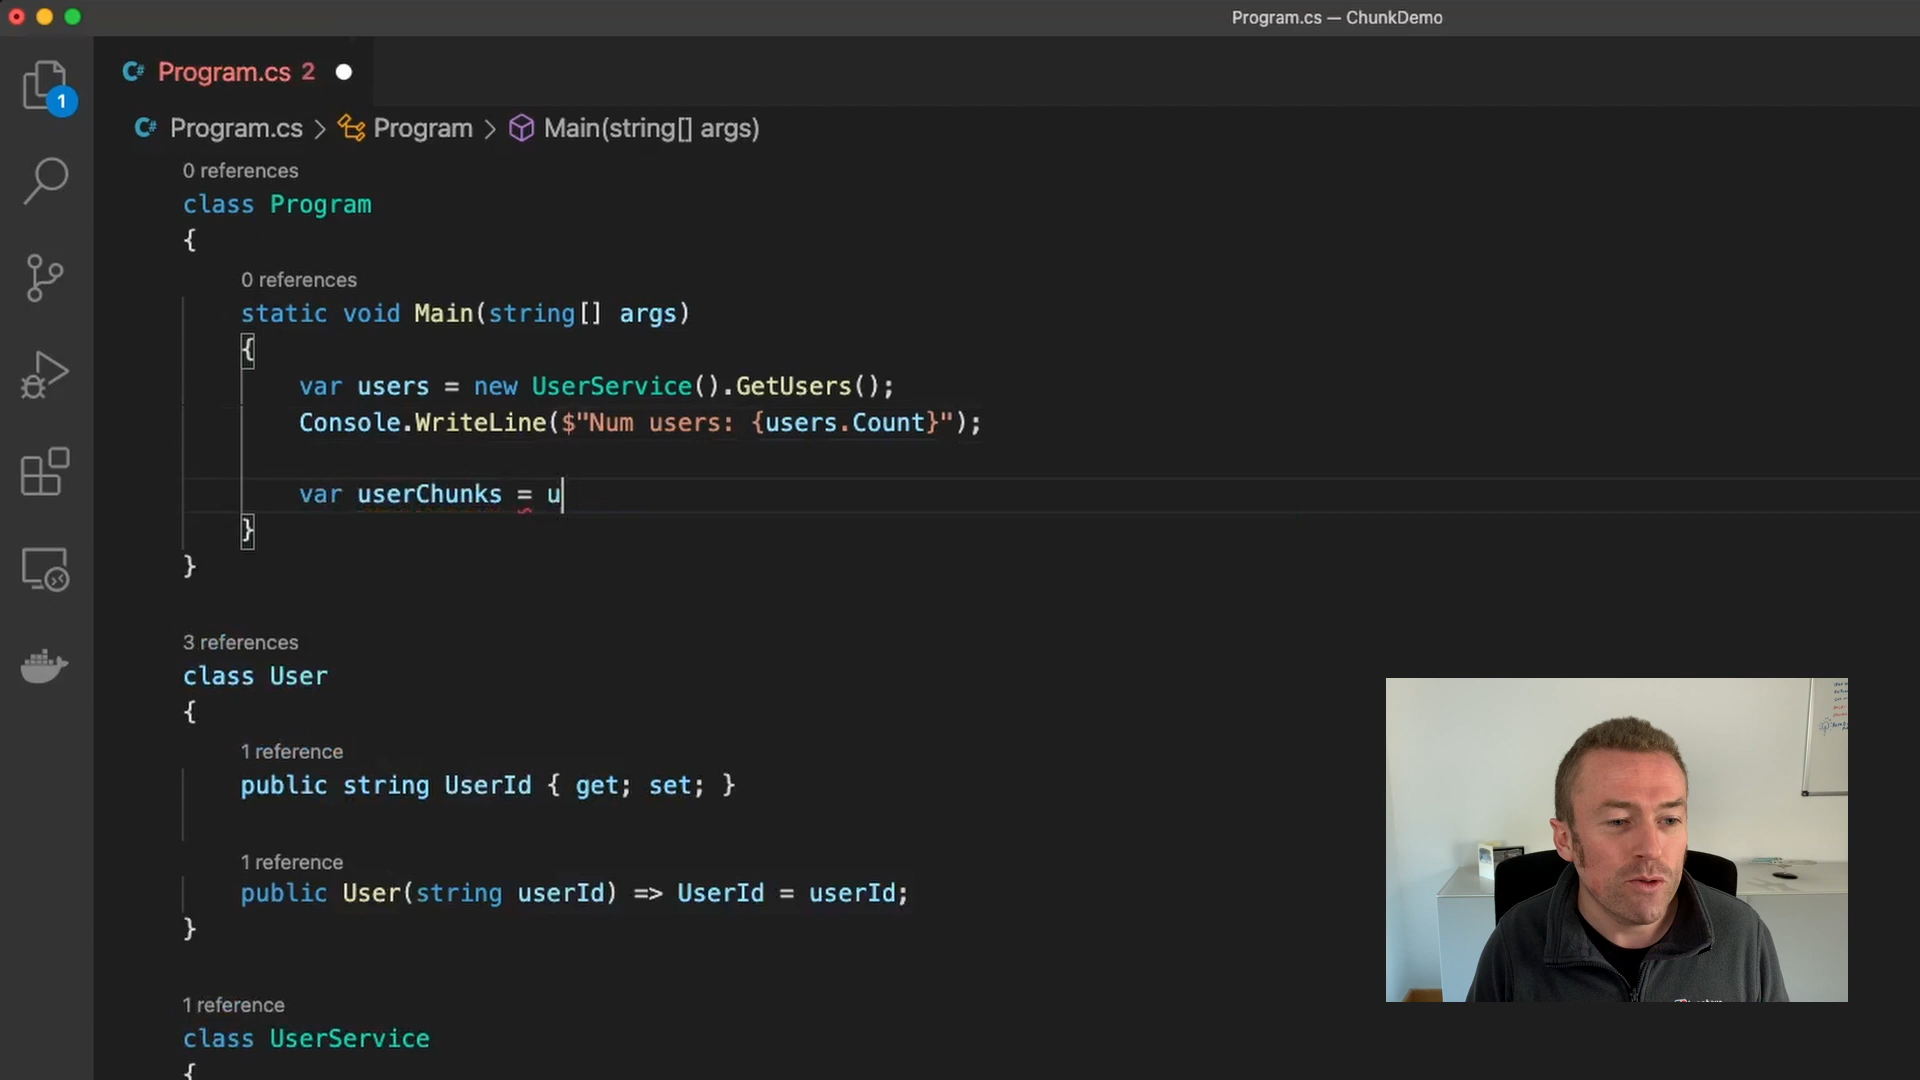 Program.cs — ChunkDemo
Program.cs 2
1
Program.cs > Program > Main(string[] args)
0 references
class Program
{
0 references
static void Main(string[] args)
{
var users = new UserService().GetUsers();
Console.WriteLine($"Num users: {users.Count}");
var userChunks = u
}
}
3 references
class User
{
1 reference
public string UserId { get; set; }
1 reference
public User(string userId) => UserId = userId;
}
1 reference
class UserService
{